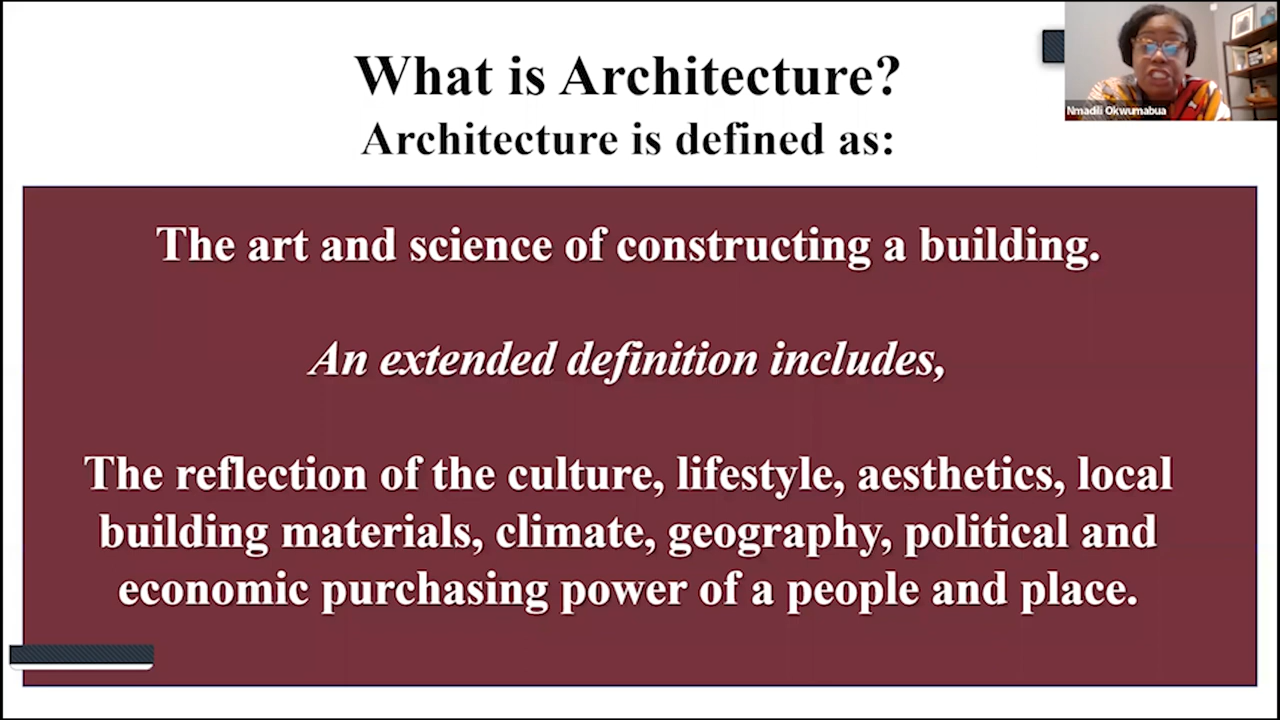 What is Architecture?
Architecture is defined as:
Nmadili Okwumabua
The art and science of constructing a building.
An extended definition includes,
The reflection of the culture, lifestyle, aesthetics, local
building materials, climate, geography, political and
economic purchasing power of a people and place.